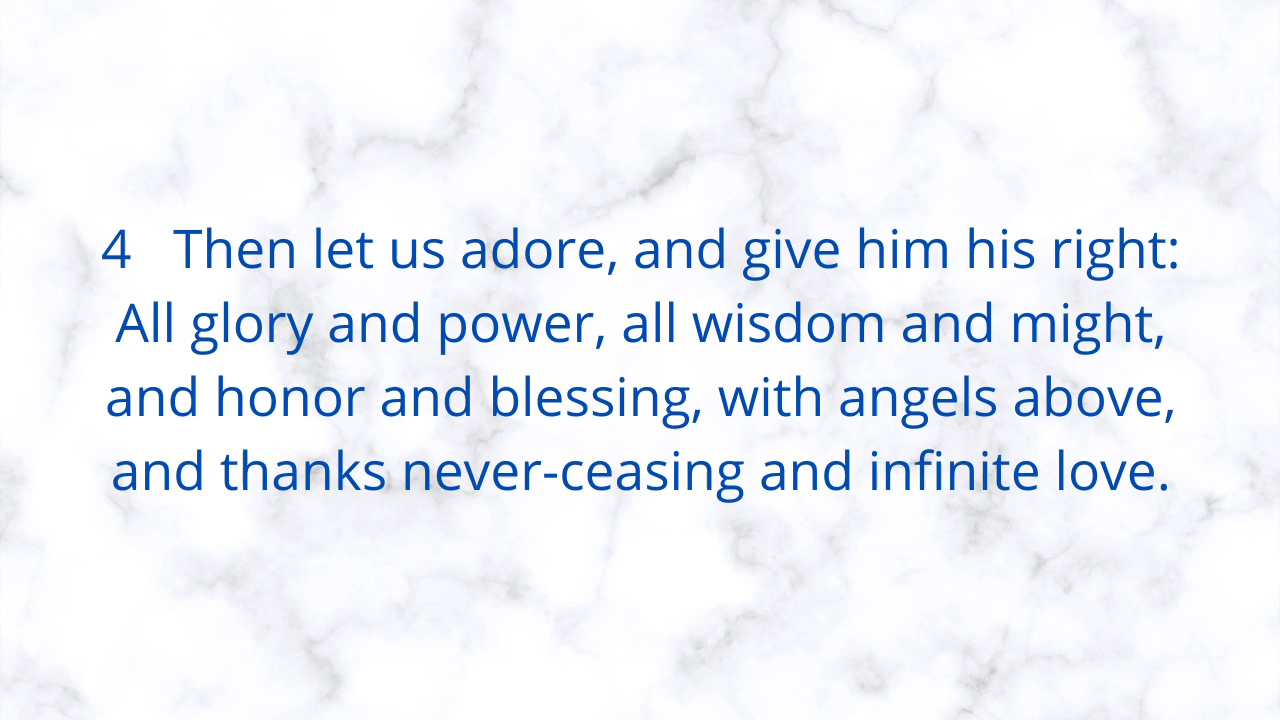 4 Then let us adore, and give him his right:
All glory and power, all wisdom and might,
and honor and blessing, with angels above,
and thanks never-ceasing and infinite love.